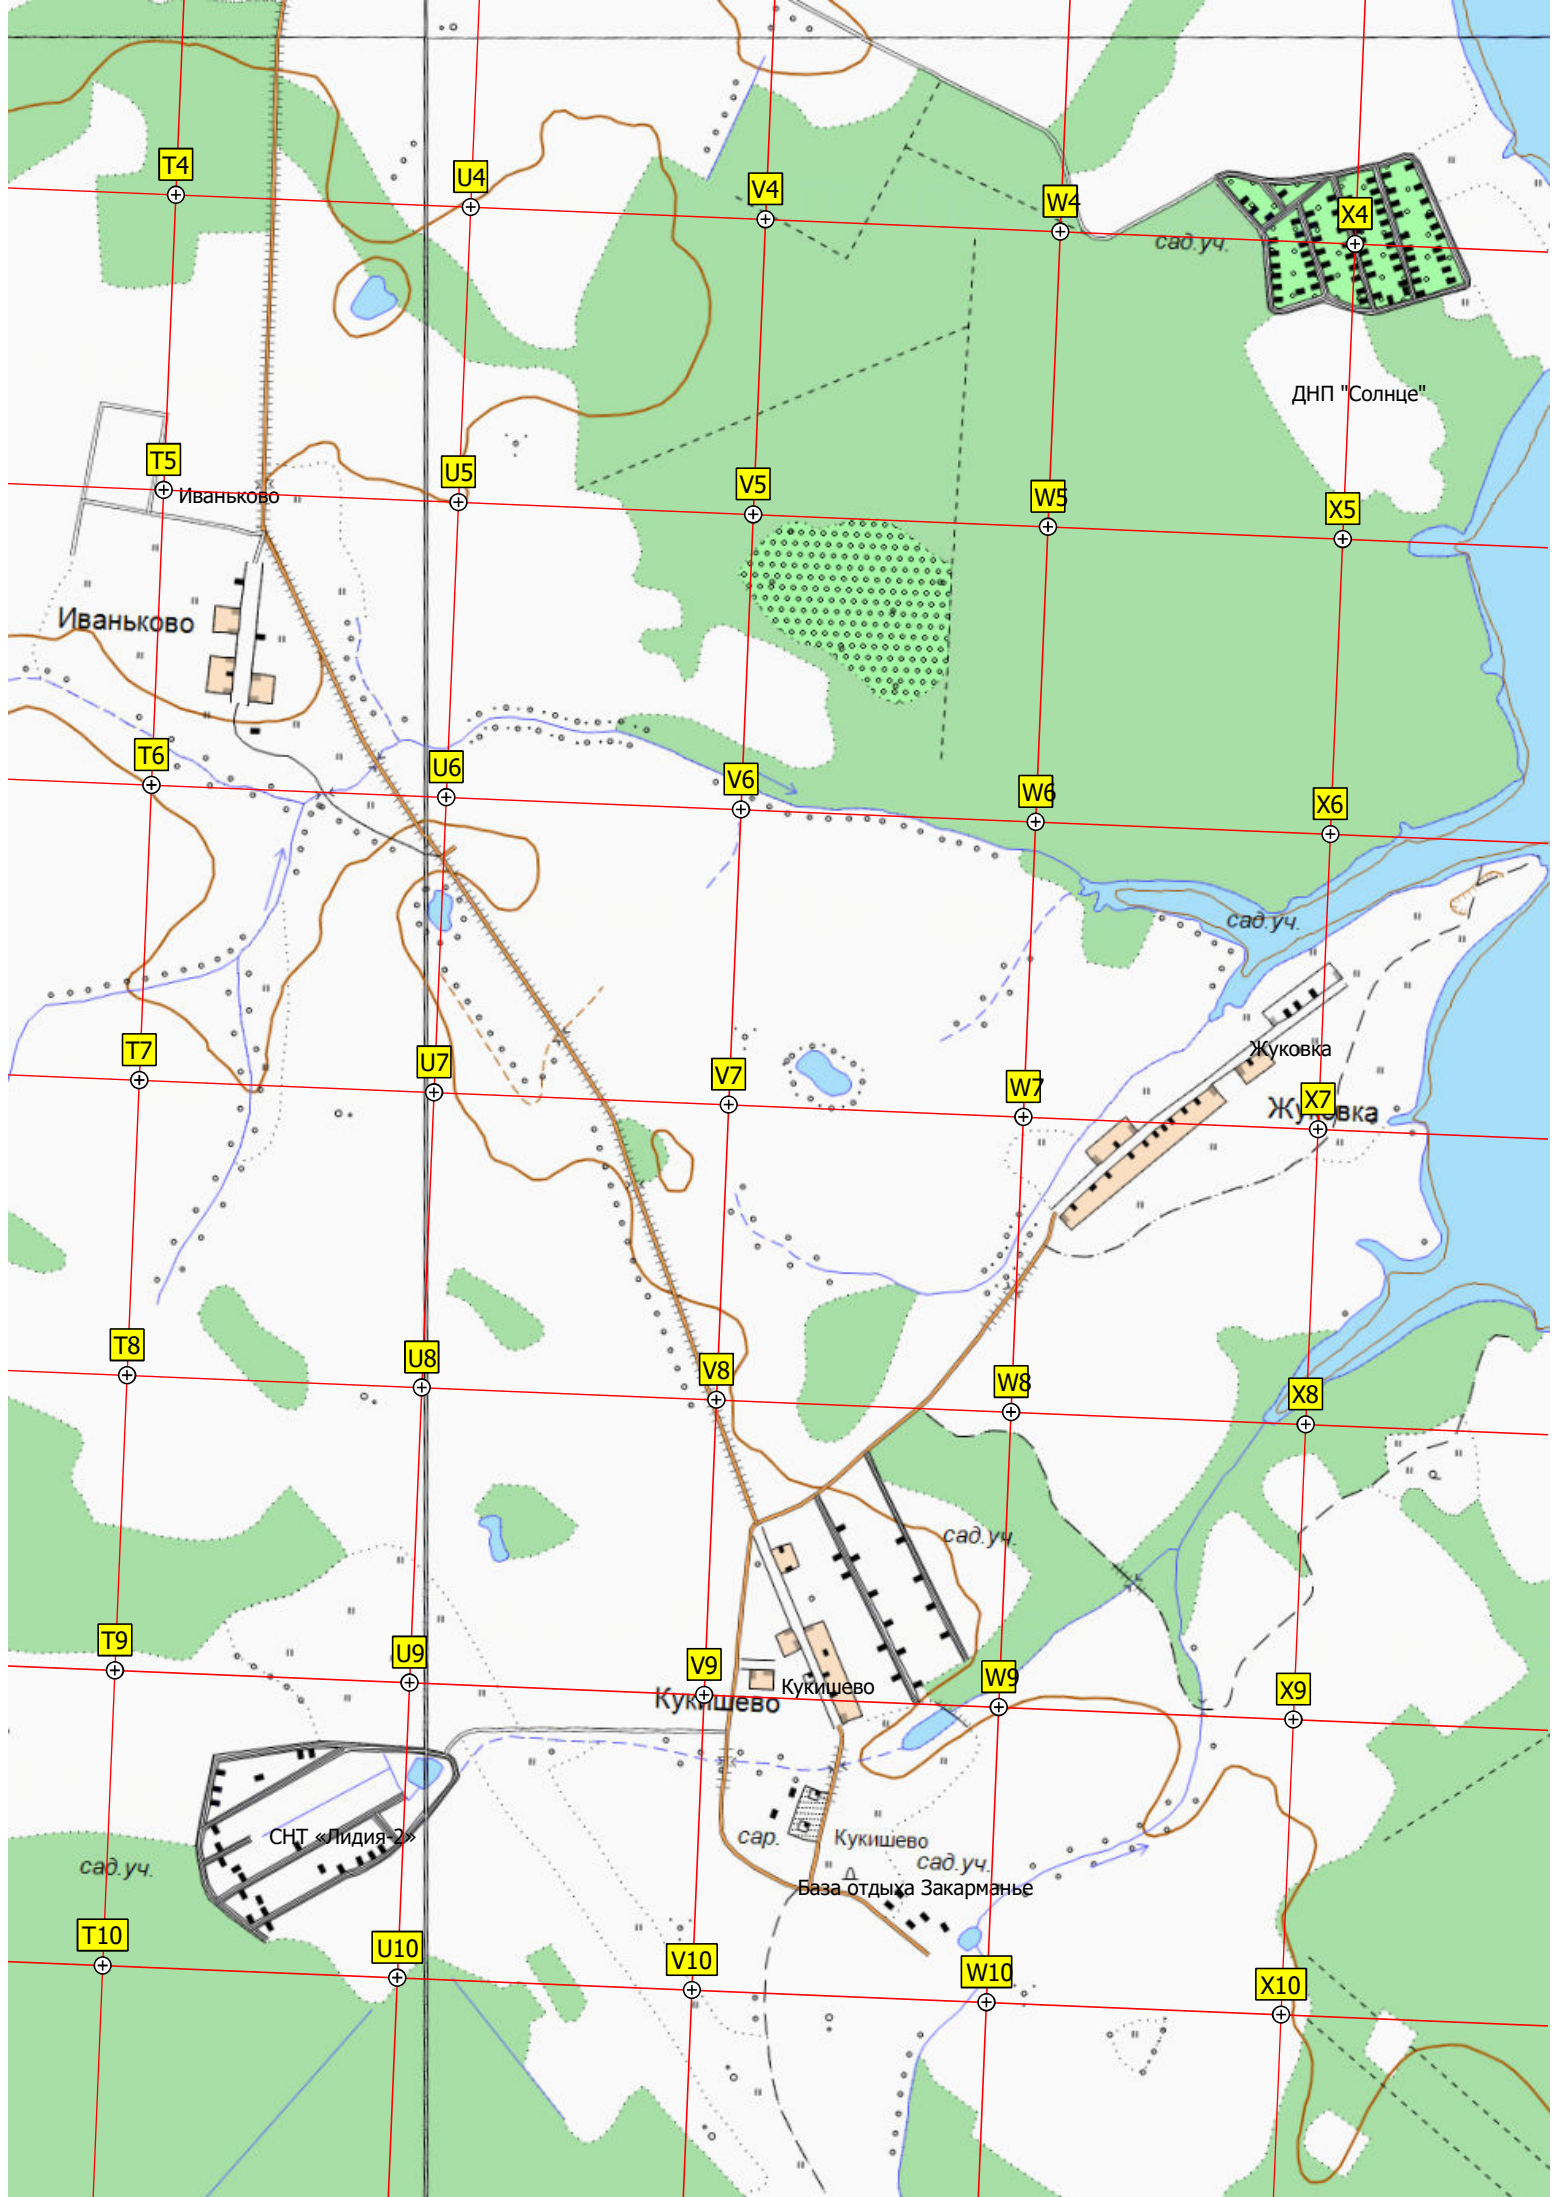 T4
U4
V4
W4
X4
сад.уч.
ДНП "Солнце"
T5
U5
V5
W5
X5
Иваньково
Иваньково
T6
U6
V6
W6
X6
сад.уч.
T7
U7
V7
W7
X7
Жуковка
Жуковка
T8
U8
V8
W8
X8
сад.уч.
T9
U9
V9
W9
X9
Кукишево
Кукишево
СНТ «Лидия-2»
сад.уч.
сар.
Кукишево
сад.уч.
База отдыха Закарманье
T10
U10
V10
W10
X10